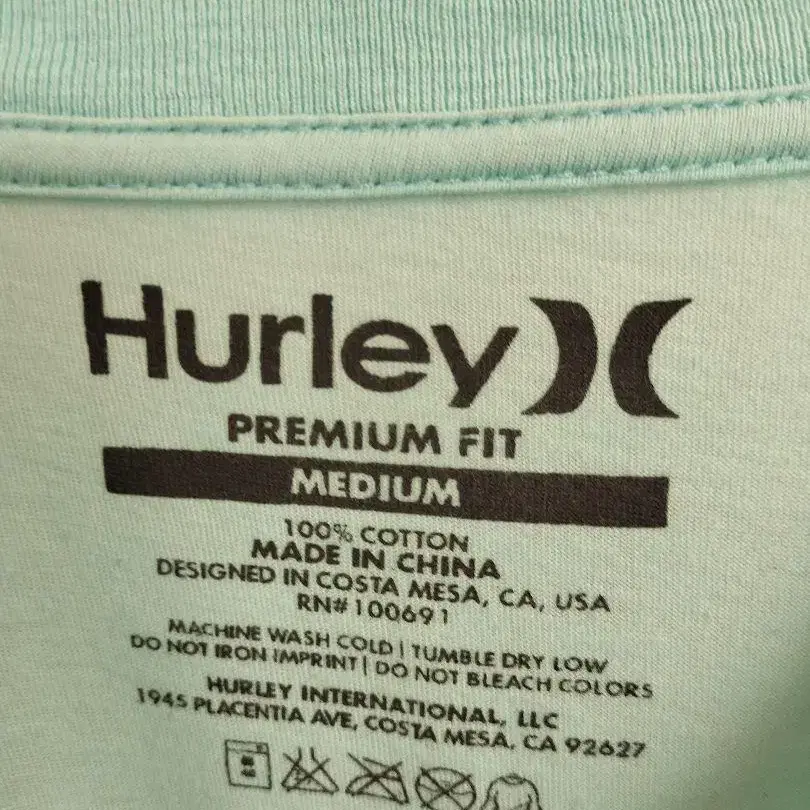 Hurley
PREMIUM FIT
MEDIUM
100% COTTON
MADE IN CHINA
DESIGNED IN COSTA MESA, CA, USA
RN#100691
MACHINE WASH COLD | TUMBLE DRY LOW
DO NOT IRON IMPRINT | DO NOT BLEACH COLORS
HURLEY INTERNATIONAL, LLC
1945 PLACENTIA AVE, COSTA MESA, CA 92627